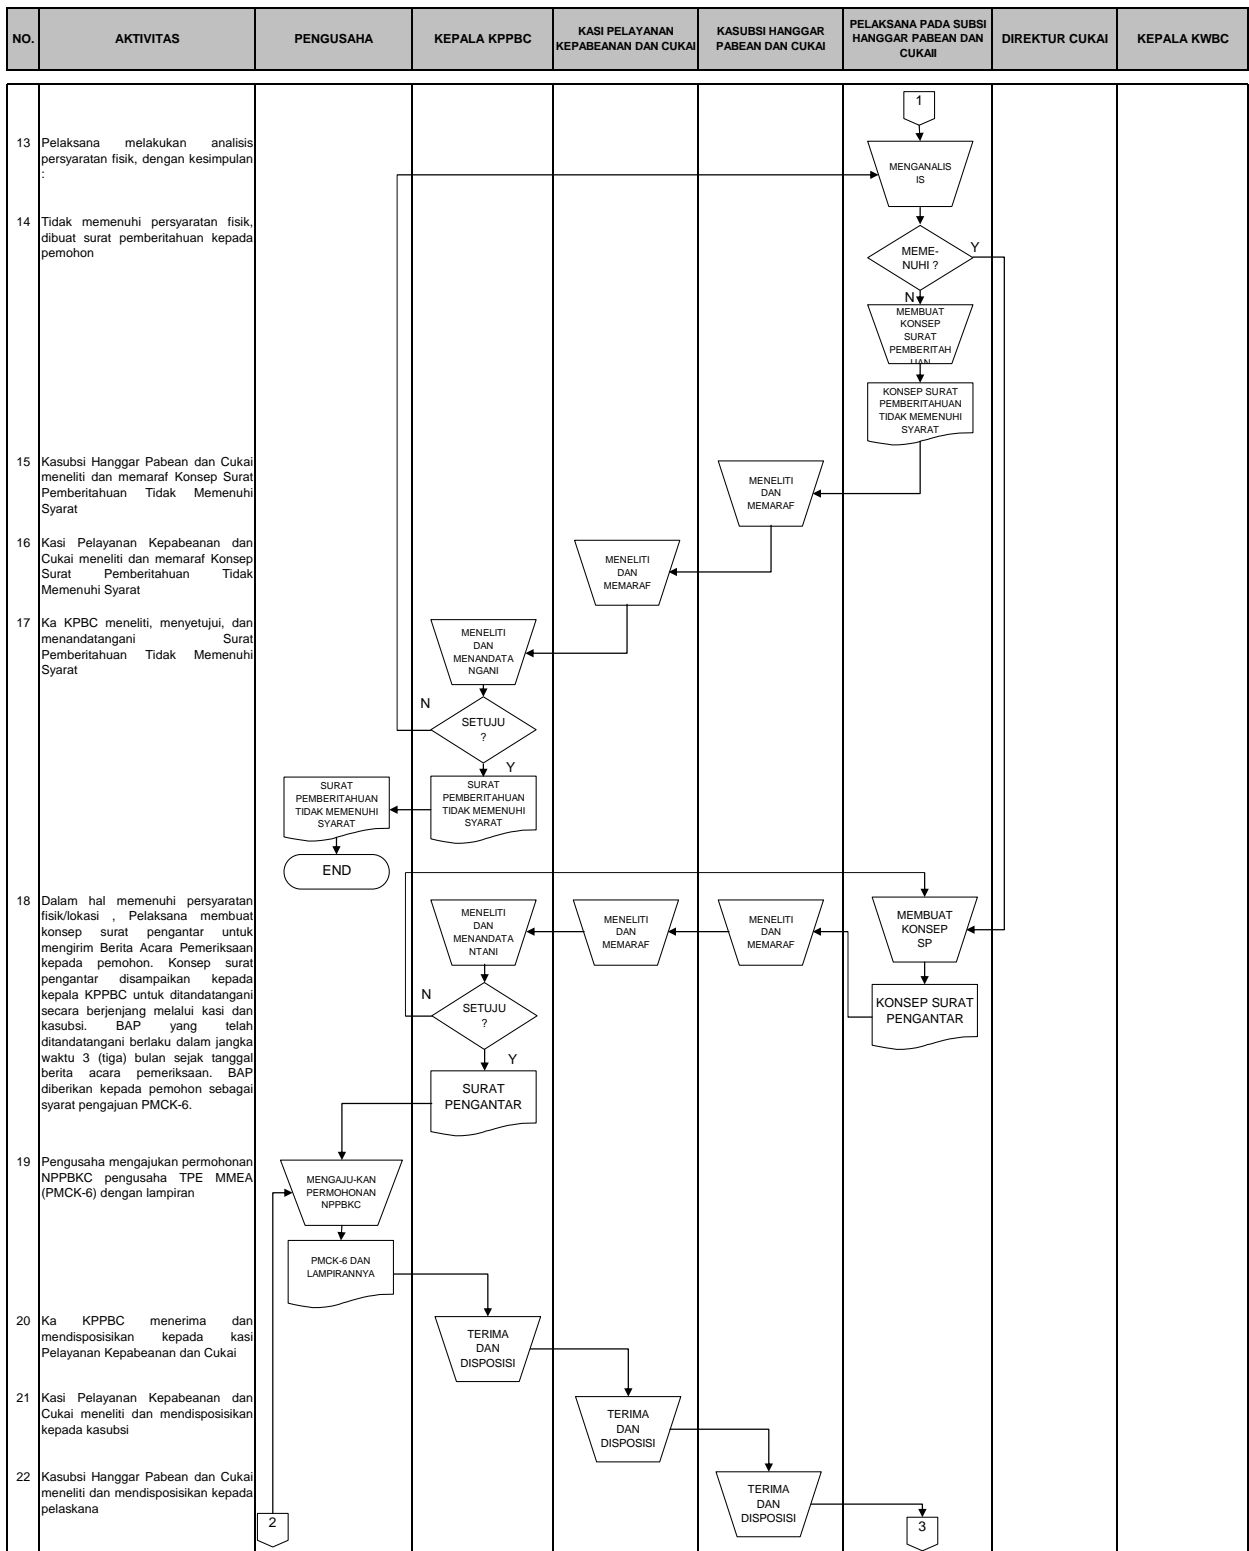 NO.
AKTIVITAS
PENGUSAHA
KEPALA KPPBC
KASI PELAYANAN
KEPABEANAN DAN CUKAI
KASUBSI HANGGAR
PABEAN DAN CUKAI
PELAKSANA PADA SUBSI
HANGGAR PABEAN DAN
CUKAII
DIREKTUR CUKAI
KEPALA KWBC
1
13 Pelaksana melakukan analisis
persyaratan fisik, dengan kesimpulan
:
MENGANALIS
IS
14 Tidak memenuhi persyaratan fisik,
dibuat surat pemberitahuan kepada
pemohon
MEME-
NUHI ?
Y
N
MEMBUAT
KONSEP
SURAT
PEMBERITAH
UAN
KONSEP SURAT
PEMBERITAHUAN
TIDAK MEMENUHI
SYARAT
15 Kasubsi Hanggar Pabean dan Cukai
meneliti dan memaraf Konsep Surat
Pemberitahuan Tidak Memenuhi
Syarat
MENELITI
DAN
MEMARAF
16 Kasi Pelayanan Kepabeanan dan
Cukai meneliti dan memaraf Konsep
Surat Pemberitahuan Tidak
Memenuhi Syarat
MENELITI
DAN
MEMARAF
17 Ka KPBC meneliti, menyetujui, dan
menandatangani Surat
Pemberitahuan Tidak Memenuhi
Syarat
MENELITI
DAN
MENANDATA
NGANI
N
SETUJU
?
Y
SURAT
PEMBERITAHUAN
TIDAK MEMENUHI
SYARAT
SURAT
PEMBERITAHUAN
TIDAK MEMENUHI
SYARAT
END
18 Dalam hal memenuhi persyaratan
fisik/lokasi , Pelaksana membuat
konsep surat pengantar untuk
mengirim Berita Acara Pemeriksaan
kepada pemohon. Konsep surat
pengantar disampaikan kepada
kepala KPPBC untuk ditandatangani
secara berjenjang melalui kasi dan
kasubsi. BAP yang telah
ditandatangani berlaku dalam jangka
waktu 3 (tiga) bulan sejak tanggal
berita acara pemeriksaan. BAP
diberikan kepada pemohon sebagai
syarat pengajuan PMCK-6.
MENELITI
DAN
MENANDATA
NTANI
MENELITI
DAN
MEMARAF
MENELITI
DAN
MEMARAF
MEMBUAT
KONSEP
SP
N
SETUJU
?
Y
KONSEP SURAT
PENGANTAR
SURAT
PENGANTAR
19 Pengusaha mengajukan permohonan
NPPBKC pengusaha TPE MMEA
(PMCK-6) dengan lampiran
MENGAJU-KAN
PERMOHONAN
NPPBKC
PMCK-6 DAN
LAMPIRANNYA
20 Ka KPPBC menerima dan
mendisposisikan kepada kasi
Pelayanan Kepabeanan dan Cukai
TERIMA
DAN
DISPOSISI
21 Kasi Pelayanan Kepabeanan dan
Cukai meneliti dan mendisposisikan
kepada kasubsi
TERIMA
DAN
DISPOSISI
22 Kasubsi Hanggar Pabean dan Cukai
meneliti dan mendisposisikan kepada
pelaskana
TERIMA
DAN
DISPOSISI
2
3